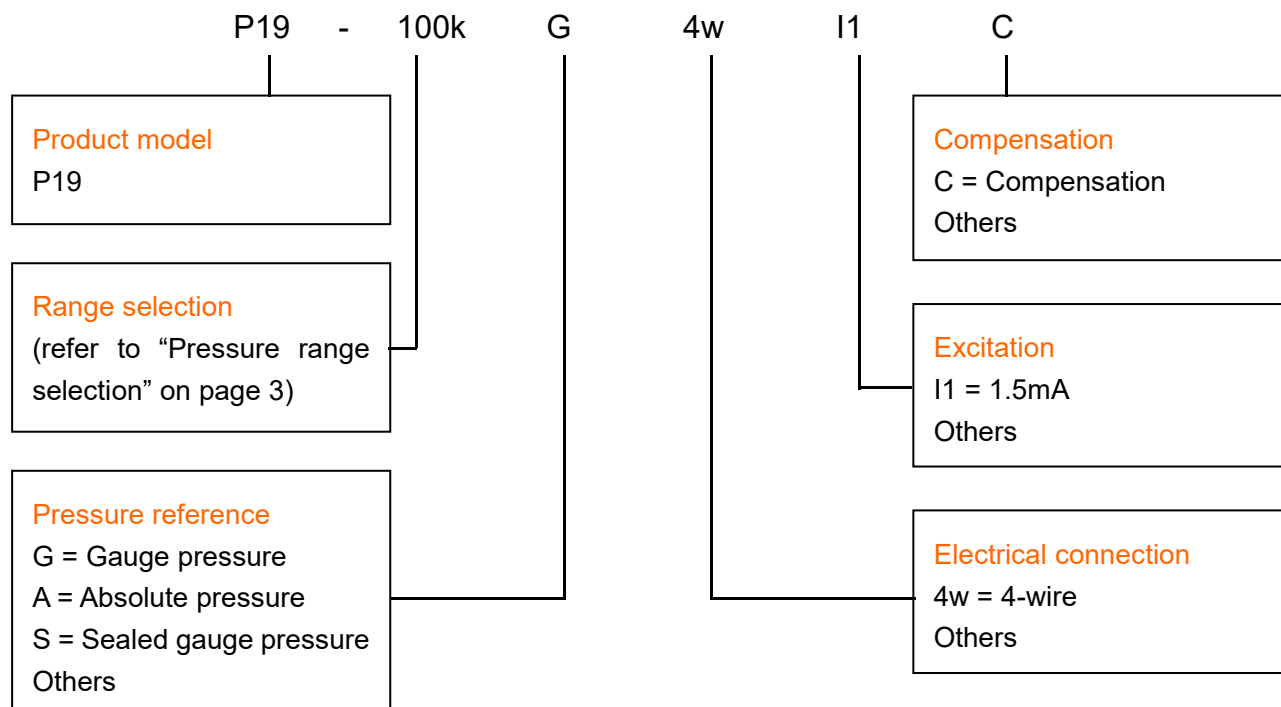 P19 - 100k G 4w I1 C
Product model
P19
Range selection
(refer to “Pressure range
selection” on page 3)
Pressure reference
G = Gauge pressure
A = Absolute pressure
S = Sealed gauge pressure
Others
Compensation
C = Compensation
Others
Excitation
I1 = 1.5mA
Others
Electrical connection
4w = 4-wire
Others